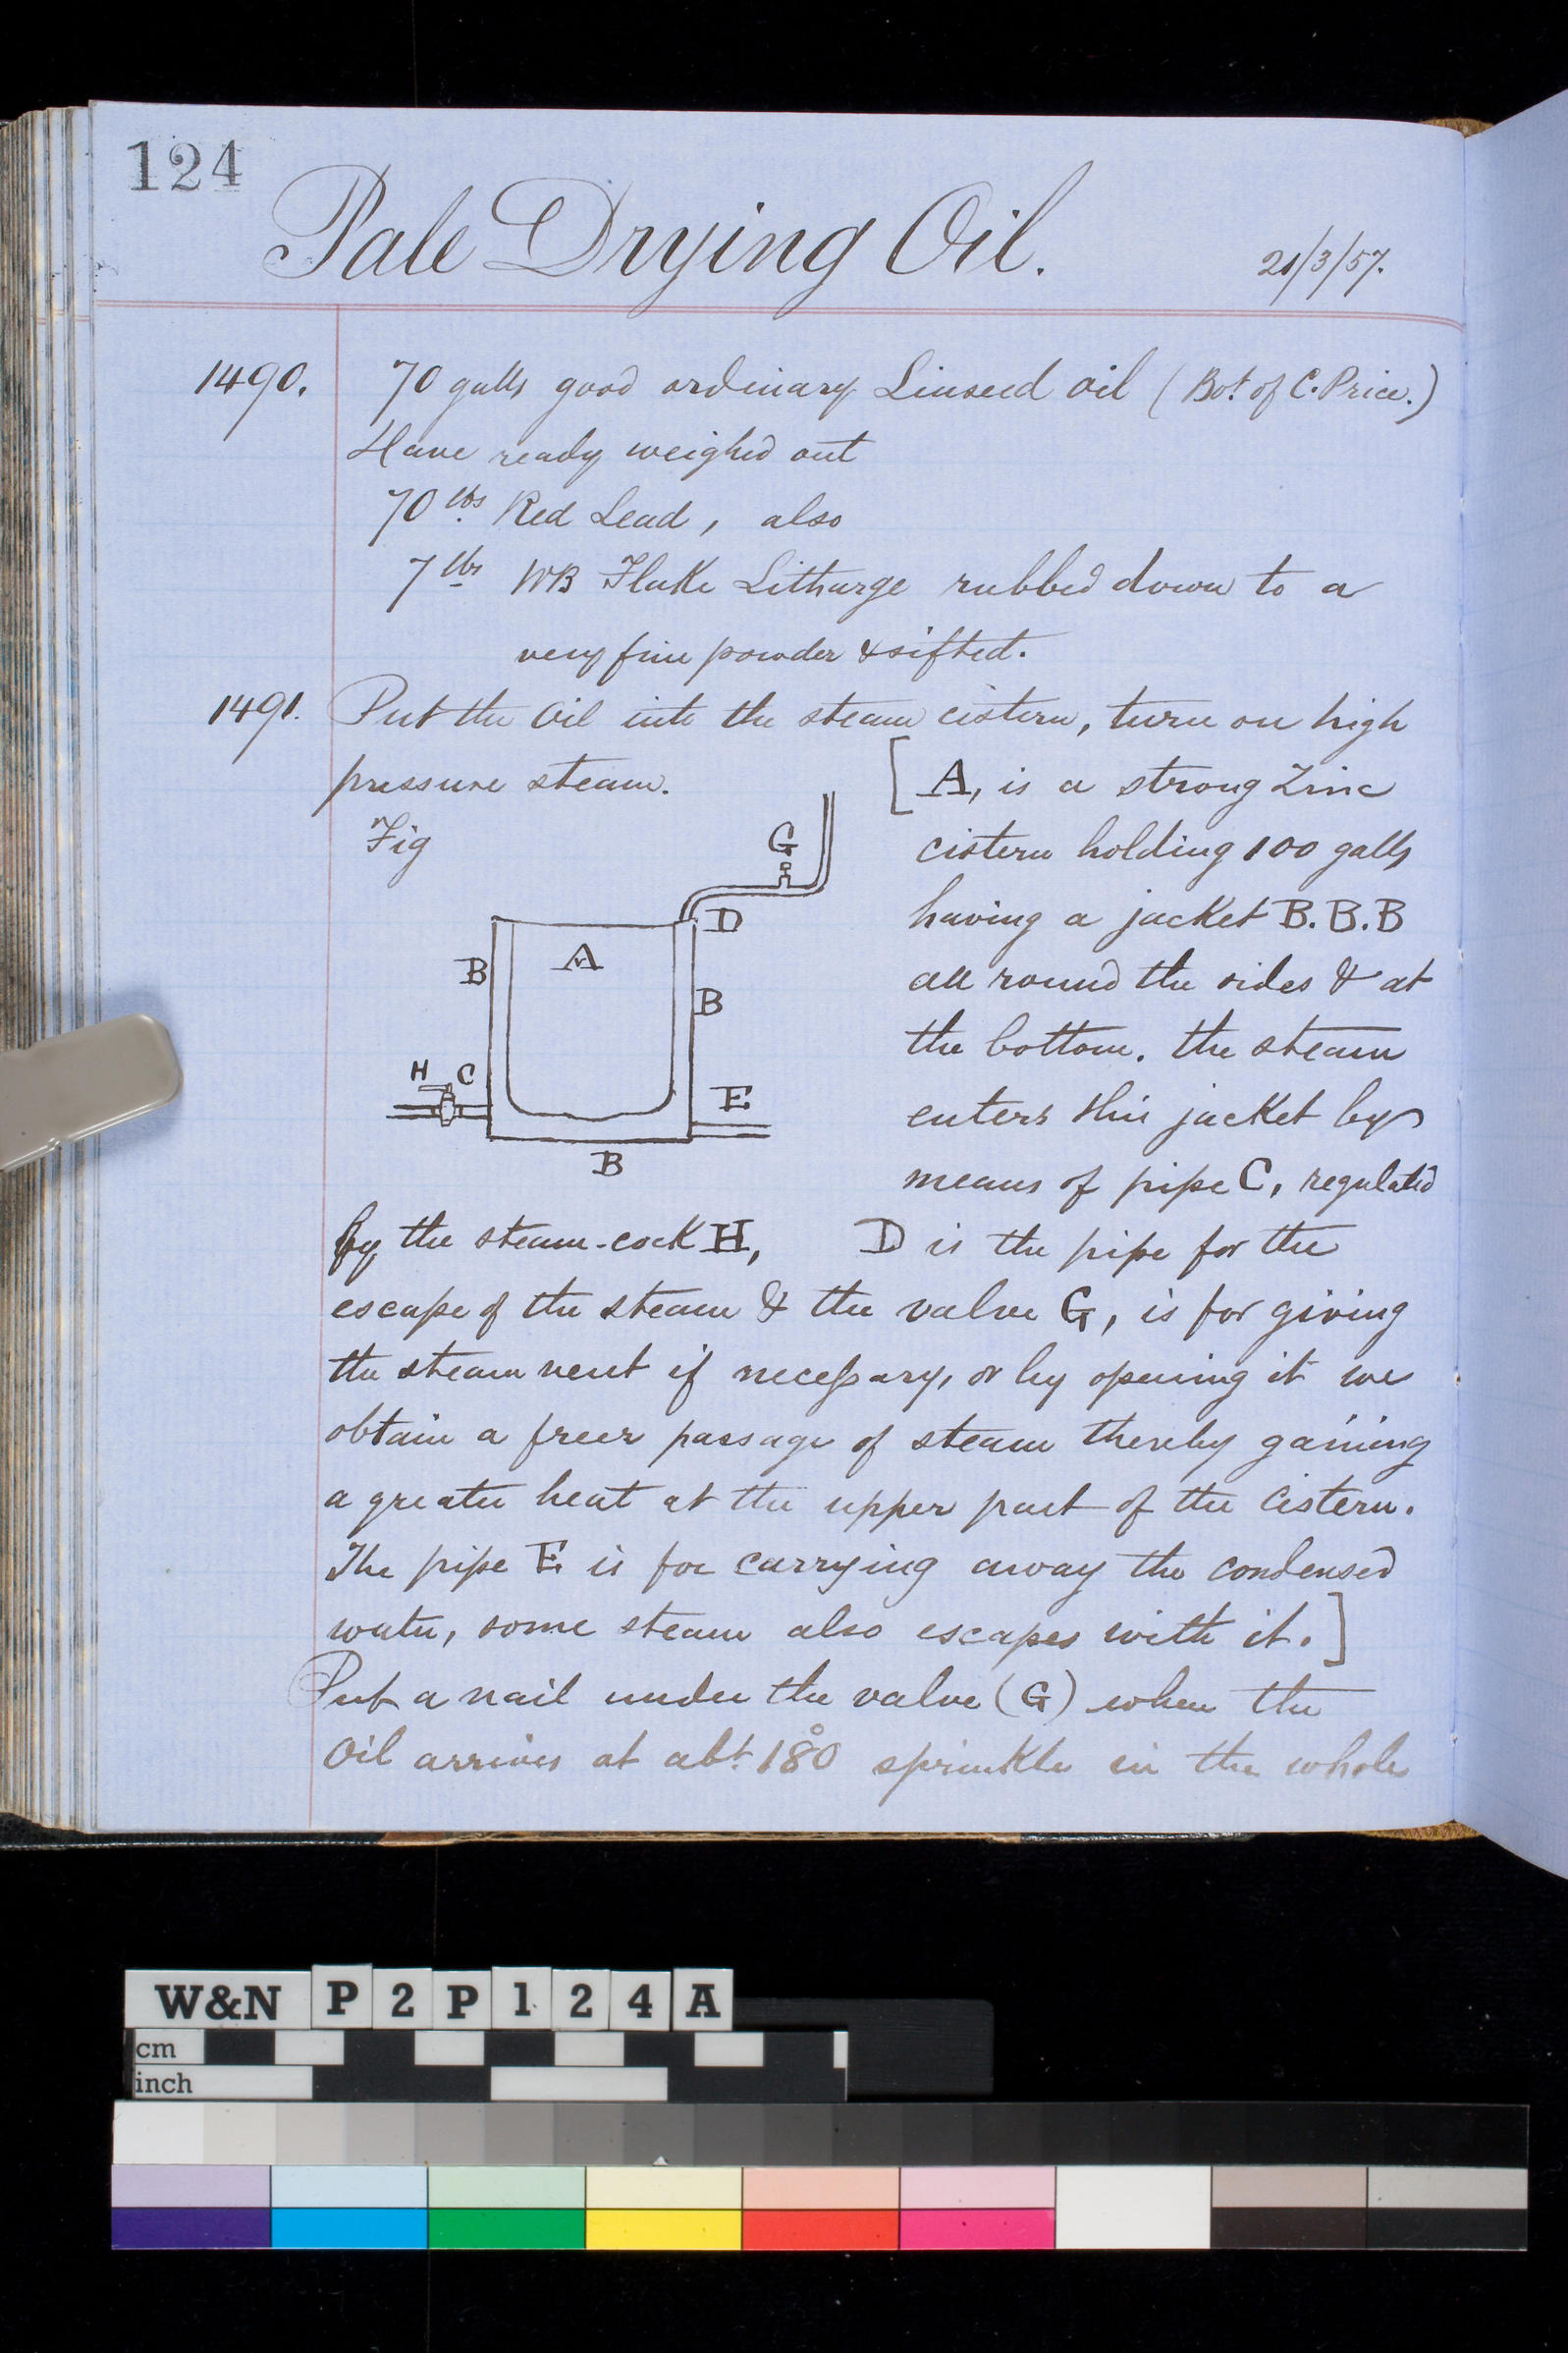 124
Pale Drying Oil.
21/3/57.
1490. 70 galls good ordinary Linseed oil (Bot. of C. Price.)
Have ready weighed out
70 lbs Red Lead, also
7 lbs WB Flake Litharge rubbed down to a
very fine powder & sifted.
1491. Put the Oil into the steam cistern, turn on high
pressure steam.
Fig
G
D
A
B
B
H C
E
B
[A, is a strong Zinc
cistern holding 100 galls
having a jacket B.B.B
all round the sides & at
the bottom. the steam
enters this jacket by
means of pipe C, regulated
by the steam-cock H, D is the pipe for the
escape of the steam & the valve G, is for giving
the steam vent if necessary, or by opening it we
obtain a freer passage of steam thereby gaining
a greater heat at the upper part of the Cistern.
The pipe E is for carrying away the condensed
water, some steam also escapes with it.]
Put a nail under the valve (G) when the
Oil arrives at abt. 180° sprinkle in the whole
W&N P2P124A
cm
inch